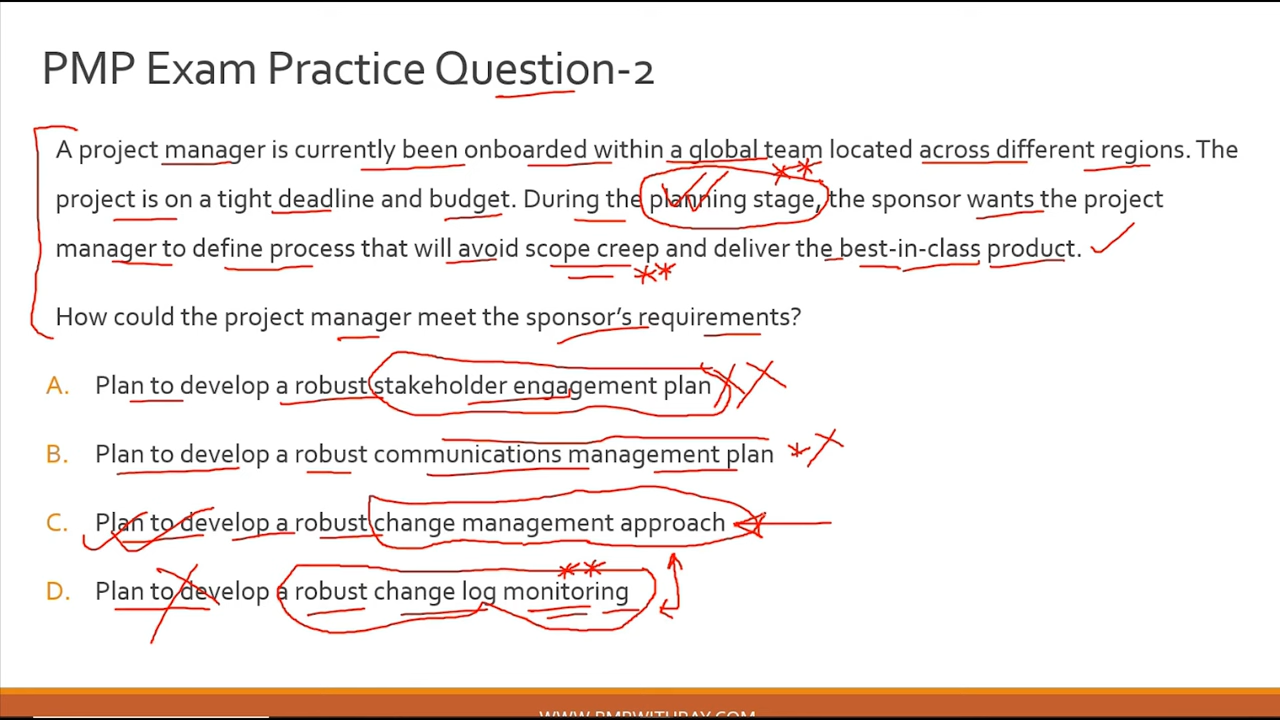 PMP Exam Practice Question-2
A project manager is currently been onboarded within a global team located across different regions. The
project is on a tight deadline and budget. During the planning stage, the sponsor wants the project
manager to define process that will avoid scope creep and deliver the best-in-class product.
How could the project manager meet the sponsor's requirements?
A. Plan to develop a robust stakeholder engagement plan
B. Plan to develop a robust communications management plan
C. Plan to develop a robust change management approach
D. Plan to develop a robust change log monitoring
WWW.PMPWITHRAY.COM